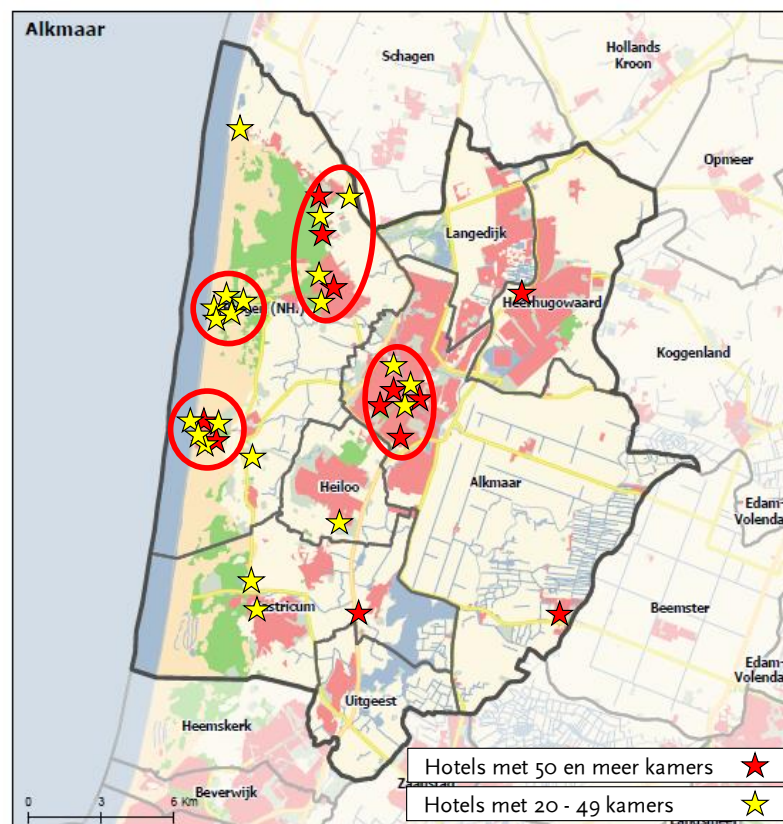 Alkmaar
Schagen
Hollands
Kroon
Opmeer
Langedijk
Heerhugowaard
(NH.)
Koggenland
Alkmaar
Heiloo
Edam-
Volendam
Beemster
Edam-
Volendam
Uitgeest
Heemskerk
Beverwijk
Hotels met 50 en meer kamers
Hotels met 20 - 49 kamers
0 3 6 Km